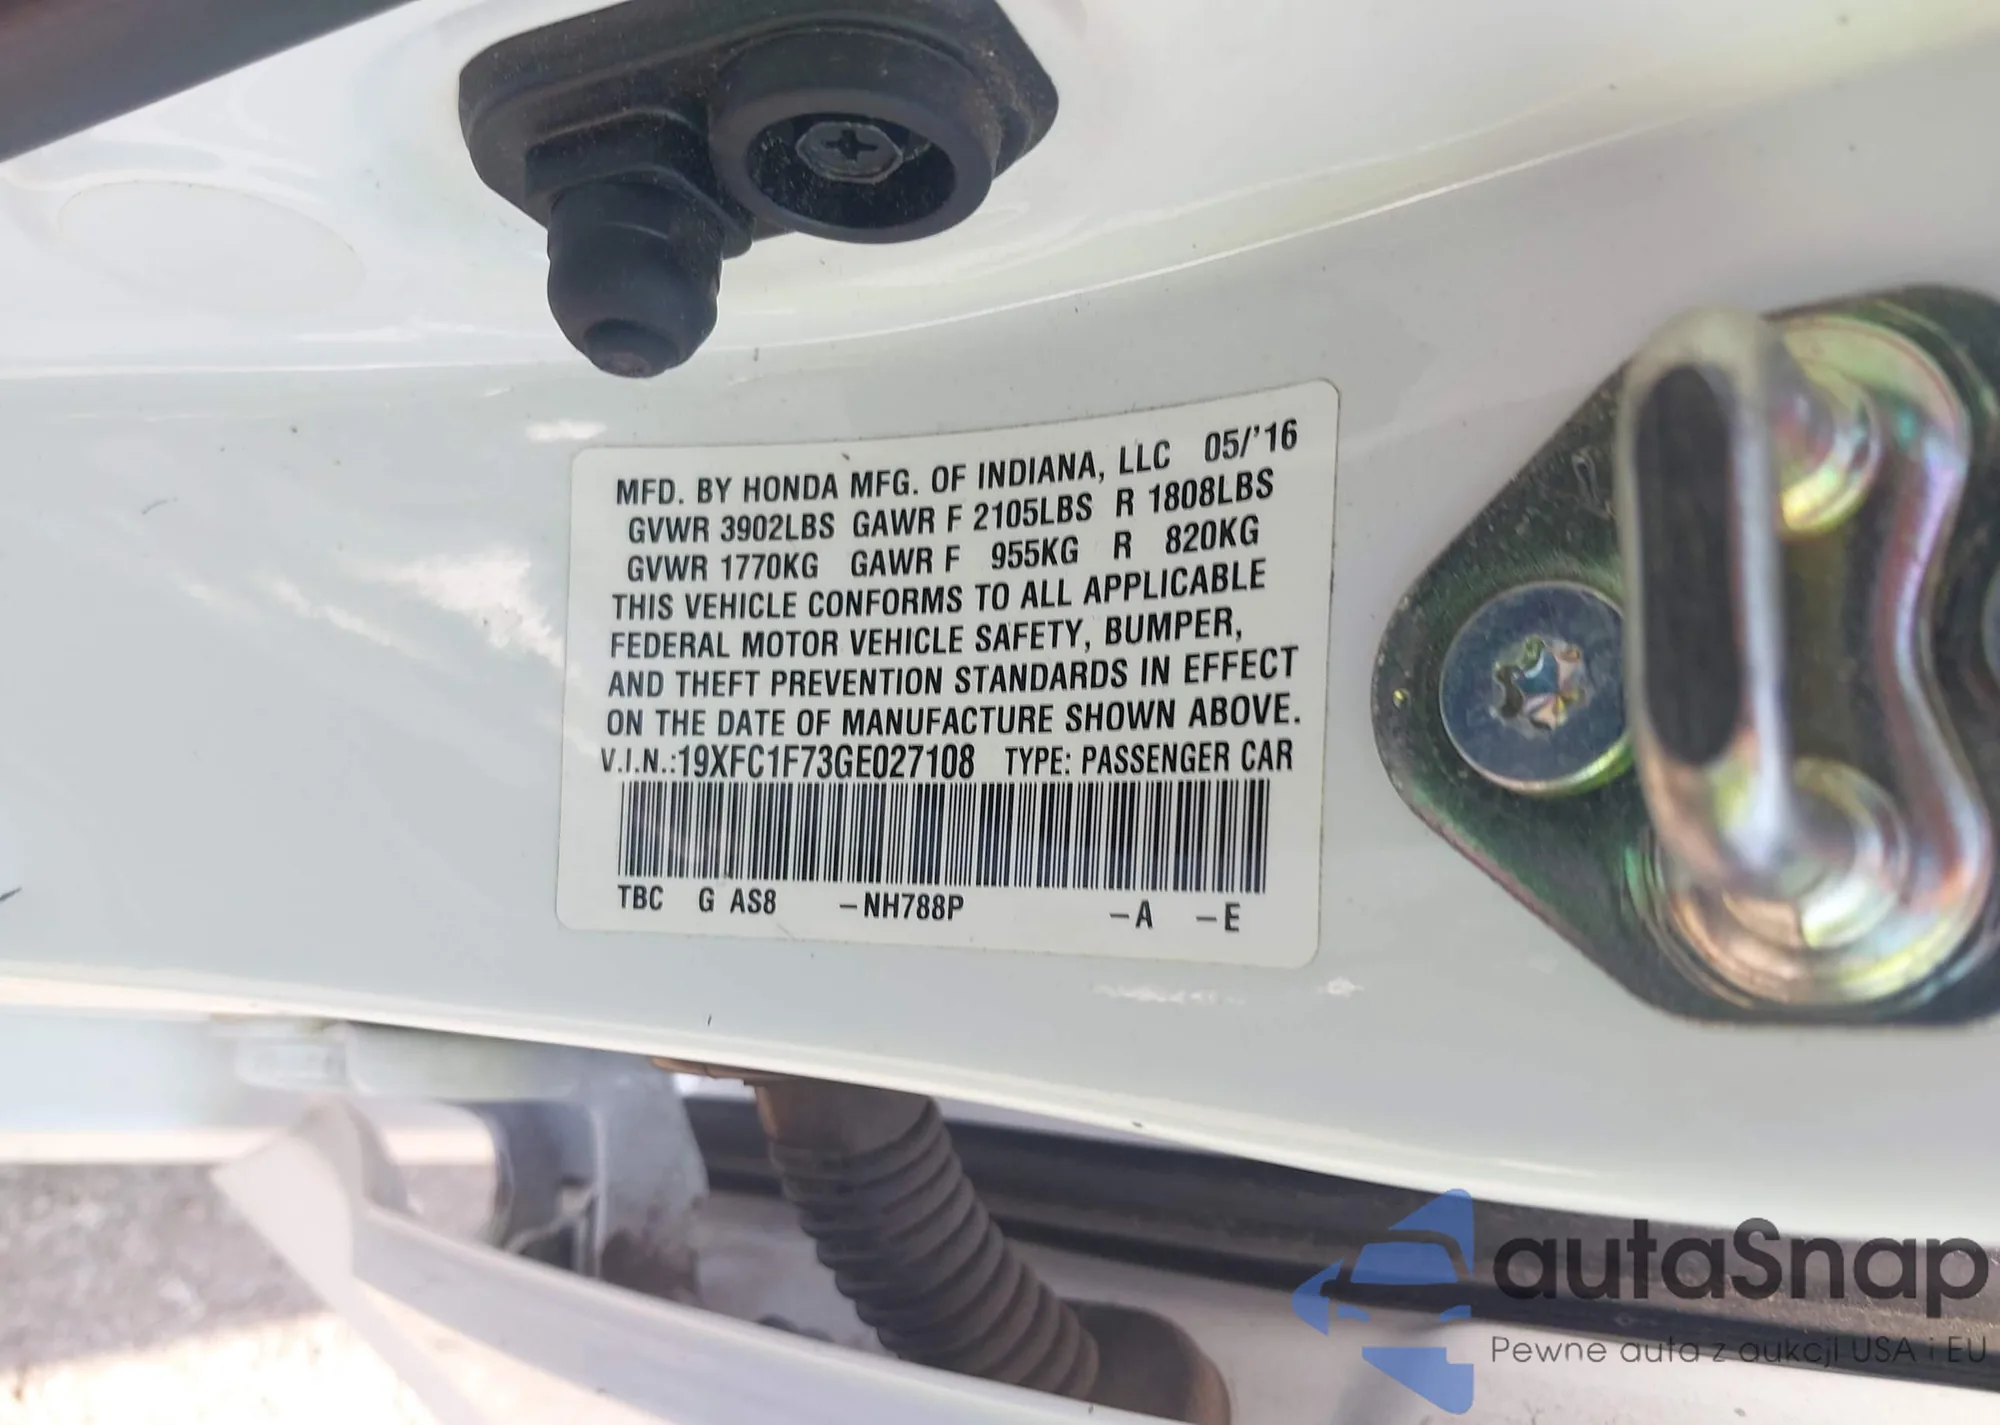 MFD. BY HONDA MFG. OF INDIANA, LLC 05/'16
GVWR 3902LBS GAWR F 2105LBS R 1808LBS
GVWR 1770KG GAWR F 955KG R 820KG
THIS VEHICLE CONFORMS TO ALL APPLICABLE
FEDERAL MOTOR VEHICLE SAFETY, BUMPER,
AND THEFT PREVENTION STANDARDS IN EFFECT
ON THE DATE OF MANUFACTURE SHOWN ABOVE.
V.I.N.:19XFC1F73GE027108 TYPE: PASSENGER CAR
TBC G AS8 -NH788P -A -E
autaSnap
Pewne auta z aukcji USA i EU